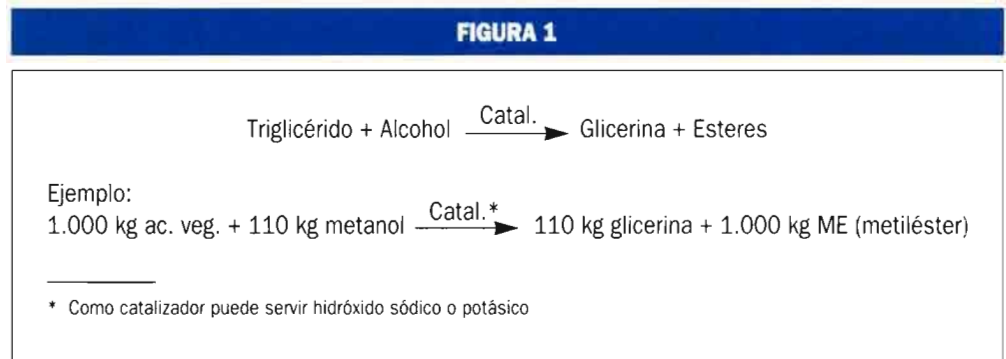 FIGURA 1
Triglicérido + Alcohol Catal. Glicerina + Esteres
Ejemplo:
1.000 kg ac. veg. + 110 kg metanol Catal.* 110 kg glicerina + 1.000 kg ME (metiléster)
* Como catalizador puede servir hidróxido sódico o potásico